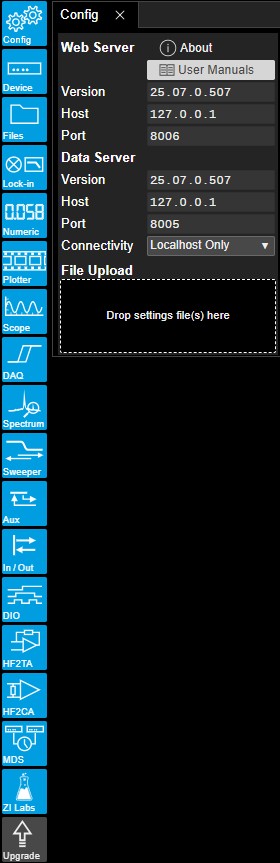 Config
Config ×
Web Server
About
User Manuals
Version 25.07.0.507
Host 127.0.0.1
Port 8006
Data Server
Version 25.07.0.507
Host 127.0.0.1
Port 8005
Connectivity Localhost Only
File Upload
Drop settings file(s) here
Device
Files
Lock-in
0.058
Numeric
Plotter
Scope
DAQ
Spectrum
Sweeper
Aux
In / Out
DIO
HF2TA
HF2CA
MDS
ZI Labs
Upgrade